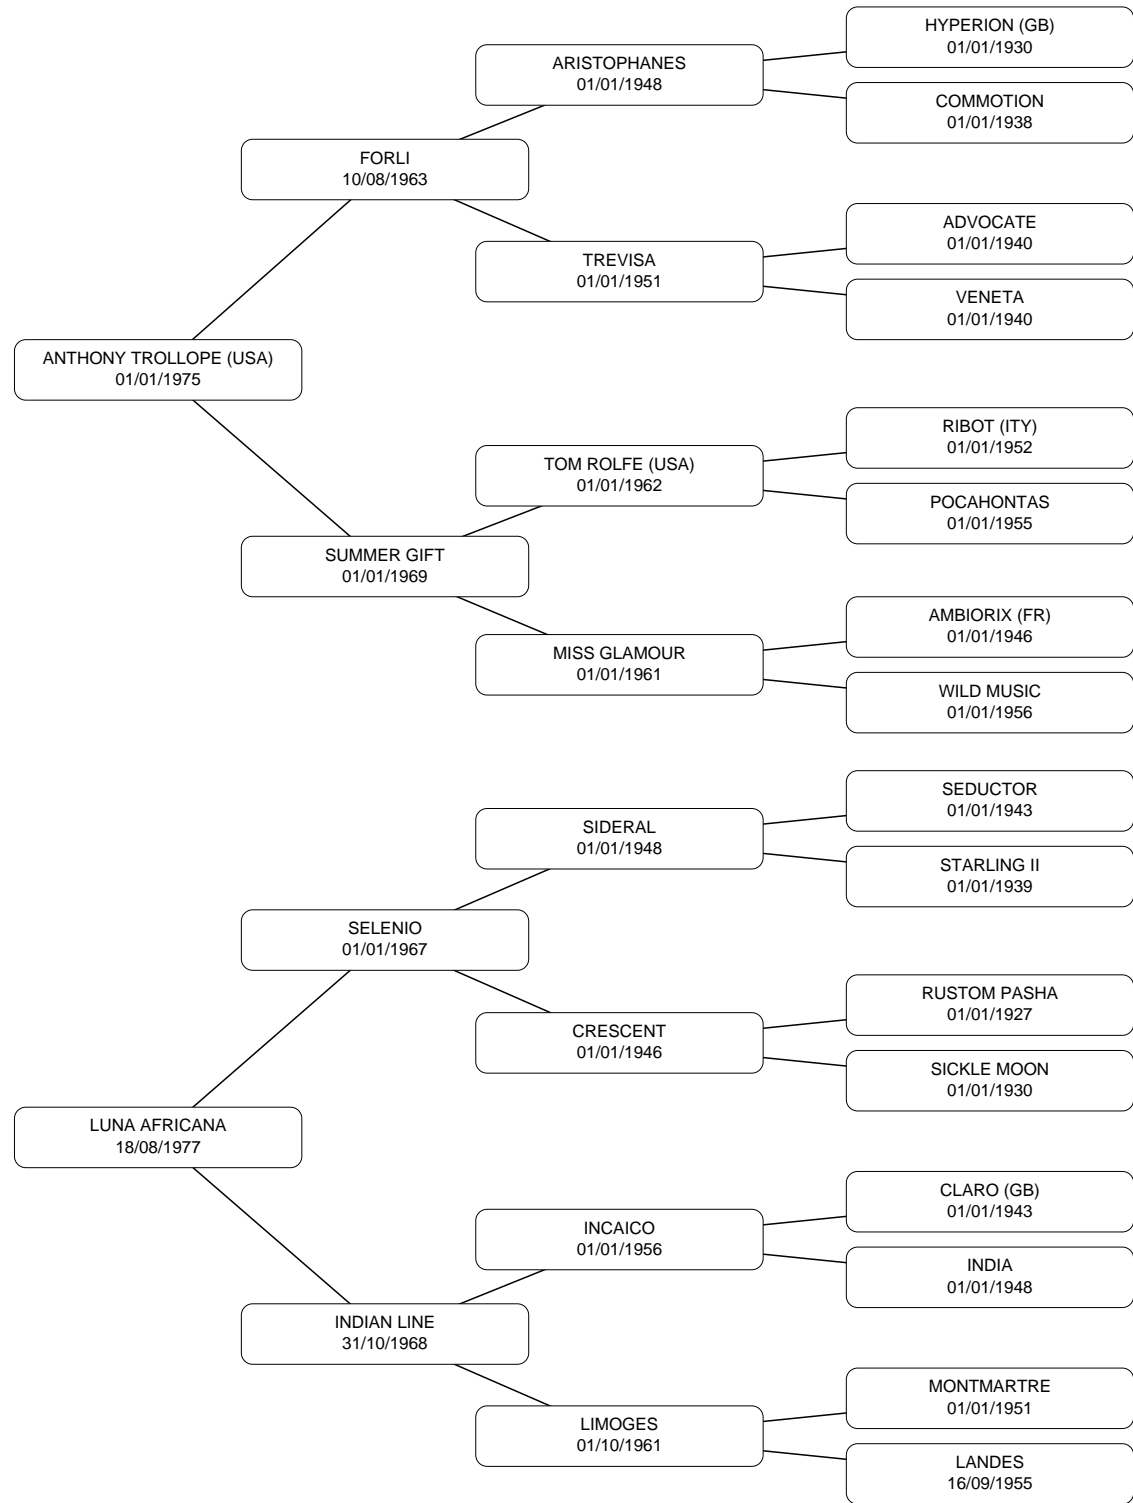 HYPERION (GB)
01/01/1930
ARISTOPHANES
01/01/1948
COMMOTION
01/01/1938
FORLI
10/08/1963
ADVOCATE
01/01/1940
TREVISA
01/01/1951
VENETA
01/01/1940
ANTHONY TROLLOPE (USA)
01/01/1975
RIBOT (ITY)
01/01/1952
TOM ROLFE (USA)
01/01/1962
POCAHONTAS
01/01/1955
SUMMER GIFT
01/01/1969
AMBIORIX (FR)
01/01/1946
MISS GLAMOUR
01/01/1961
WILD MUSIC
01/01/1956
SEDUCTOR
01/01/1943
SIDERAL
01/01/1948
STARLING II
01/01/1939
SELENIO
01/01/1967
RUSTOM PASHA
01/01/1927
CRESCENT
01/01/1946
SICKLE MOON
01/01/1930
LUNA AFRICANA
18/08/1977
CLARO (GB)
01/01/1943
INCAICO
01/01/1956
INDIA
01/01/1948
INDIAN LINE
31/10/1968
MONTMARTRE
01/01/1951
LIMOGES
01/10/1961
LANDES
16/09/1955